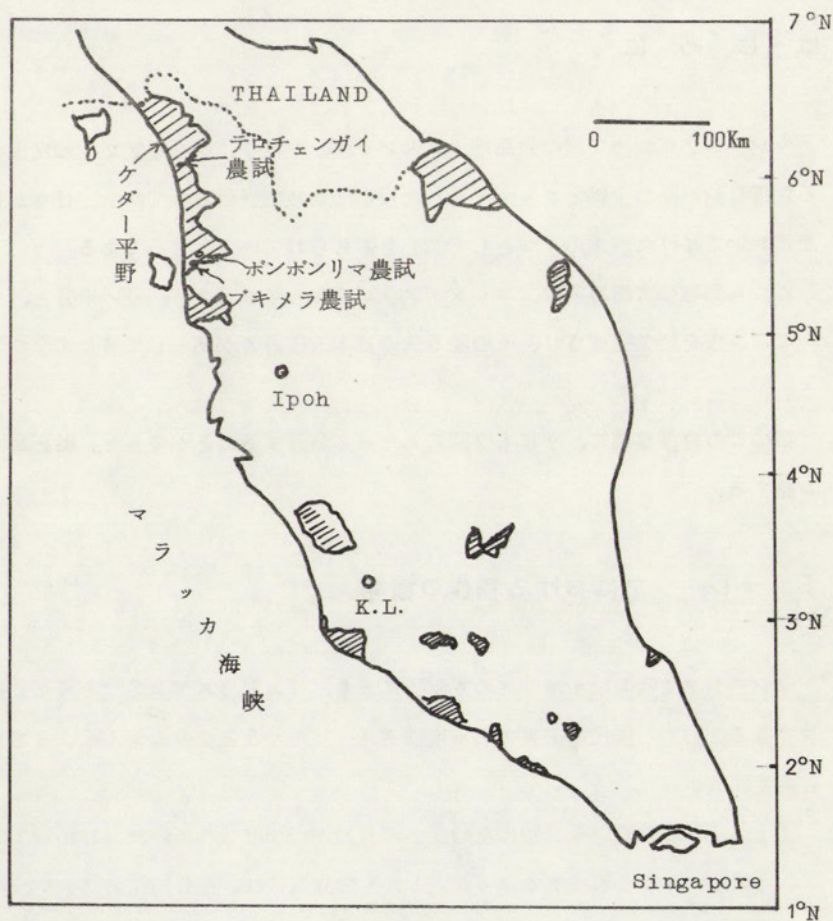 7°N
THAILAND
0 100Km
テロチェンガイ
農試
6°N
ケダー平野
ボンボンリマ農試
ブキメラ農試
5°N
Ipoh
4°N
マラッカ海峡
K.L.
3°N
2°N
Singapore
1°N